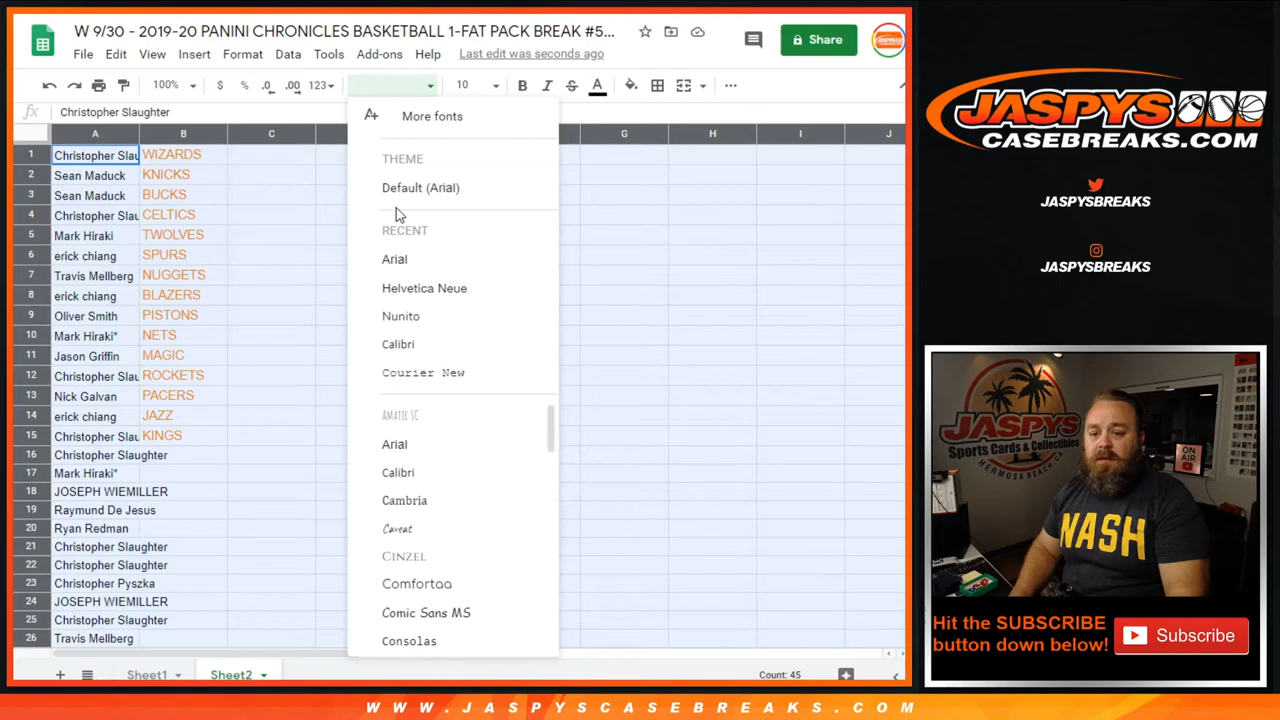 W 9/30 - 2019-20 PANINI CHRONICLES BASKETBALL 1-FAT PACK BREAK #5...
File Edit View Insert Format Data Tools Add-ons Help Last edit was seconds ago
Share
100% $ % .0 .00 123 10 B I S A
fx Christopher Slaughter
A B C G H I J
1 Christopher Slau WIZARDS
2 Sean Maduck KNICKS
3 Sean Maduck BUCKS
4 Christopher Slau CELTICS
5 Mark Hiraki TWOLVES
6 erick chiang SPURS
7 Travis Mellberg NUGGETS
8 erick chiang BLAZERS
9 Oliver Smith PISTONS
10 Mark Hiraki* NETS
11 Jason Griffin MAGIC
12 Christopher Slau ROCKETS
13 Nick Galvan PACERS
14 erick chiang JAZZ
15 Christopher Slau KINGS
16 Christopher Slaughter
17 Mark Hiraki*
18 JOSEPH WIEMILLER
19 Raymund De Jesus
20 Ryan Redman
21 Christopher Slaughter
22 Christopher Slaughter
23 Christopher Pyszka
24 JOSEPH WIEMILLER
25 Christopher Slaughter
26 Travis Mellberg
More fonts
THEME
Default (Arial)
RECENT
Arial
Helvetica Neue
Nunito
Calibri
Courier New
AMATIC SC
Arial
Calibri
Cambria
Caveat
CINZEL
Comfortaa
Comic Sans MS
Consolas
Sheet1 Sheet2 Count: 45
JASPYS
CASEBREAKS.COM
JASPYSBREAKS
JASPYSBREAKS
JASPYS
Sports Cards & Collectibles
HERMOSA BEACH
ON AIR
NASH
Hit the SUBSCRIBE
button down below!
Subscribe
WWW.JASPYSCASEBREAKS.COM